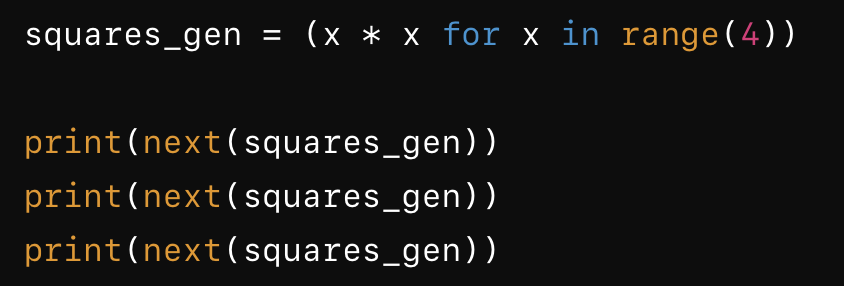 squares_gen = (x * x for x in range(4))
print(next(squares_gen))
print(next(squares_gen))
print(next(squares_gen))